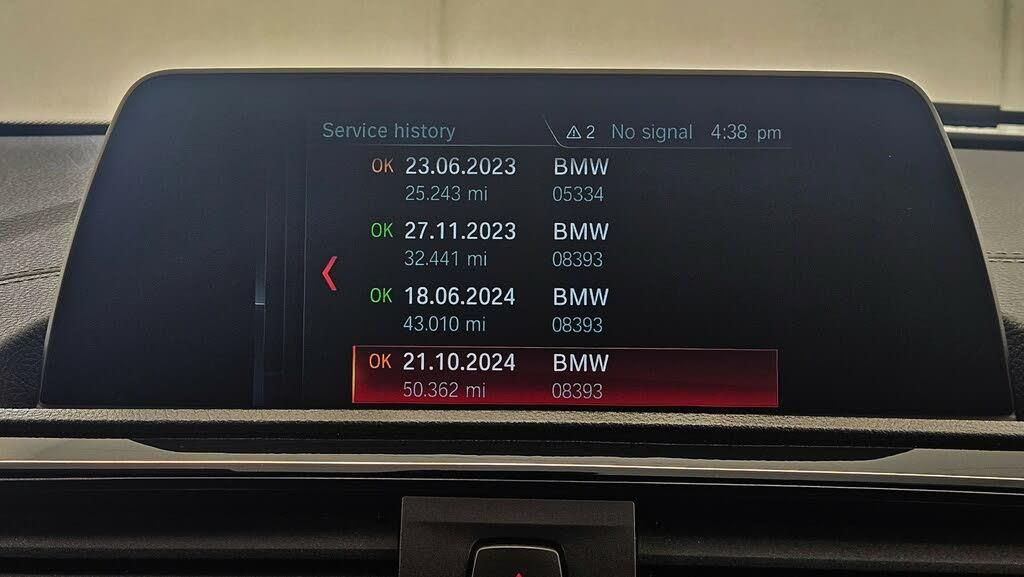 Service history
2 No signal 4:38 pm
OK 23.06.2023 BMW
25.243 mi 05334
OK 27.11.2023 BMW
32.441 mi 08393
OK 18.06.2024 BMW
43.010 mi 08393
OK 21.10.2024 BMW
50.362 mi 08393